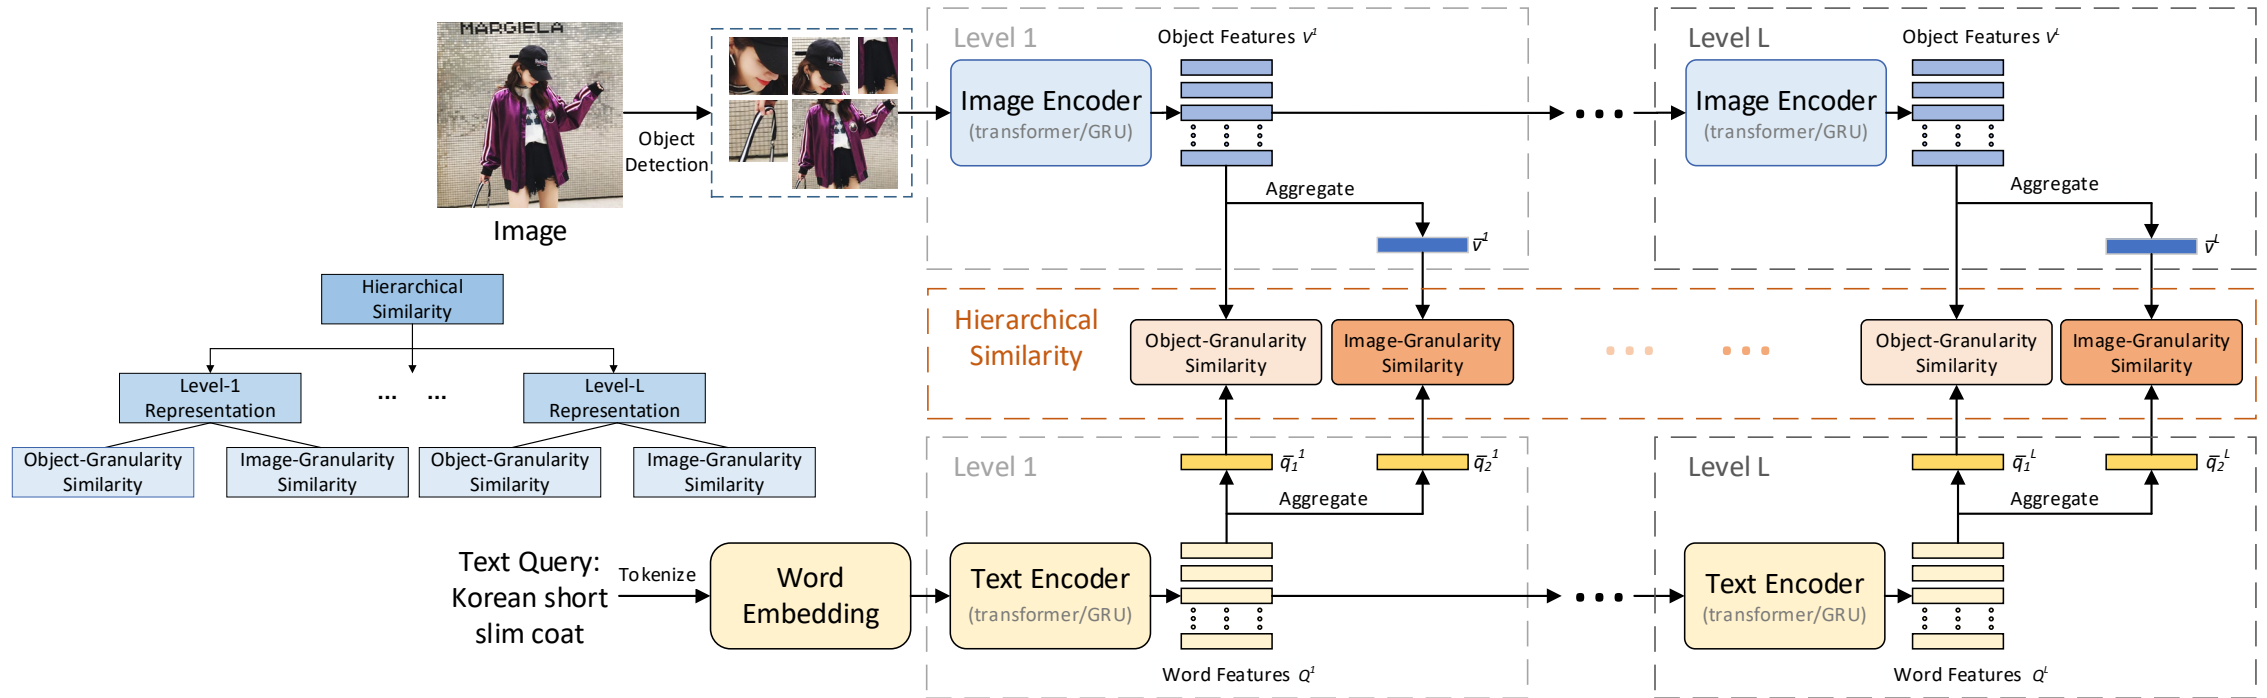 MARGIELA
Image
Object
Detection
Level 1
Object Features V¹
Image Encoder
(transformer/GRU)
Aggregate
v̄¹
Level L
Object Features Vᴸ
Image Encoder
(transformer/GRU)
Aggregate
v̄ᴸ
Hierarchical
Similarity
Level-1
Representation
... ...
Level-L
Representation
Object-Granularity
Similarity
Image-Granularity
Similarity
Object-Granularity
Similarity
Image-Granularity
Similarity
Hierarchical
Similarity
Object-Granularity
Similarity
Image-Granularity
Similarity
Object-Granularity
Similarity
Image-Granularity
Similarity
Text Query:
Korean short
slim coat
Tokenize
Word
Embedding
Level 1
q̄₁¹
q̄₂¹
Aggregate
Text Encoder
(transformer/GRU)
Word Features Q¹
Level L
q̄₁ᴸ
q̄₂ᴸ
Aggregate
Text Encoder
(transformer/GRU)
Word Features Qᴸ